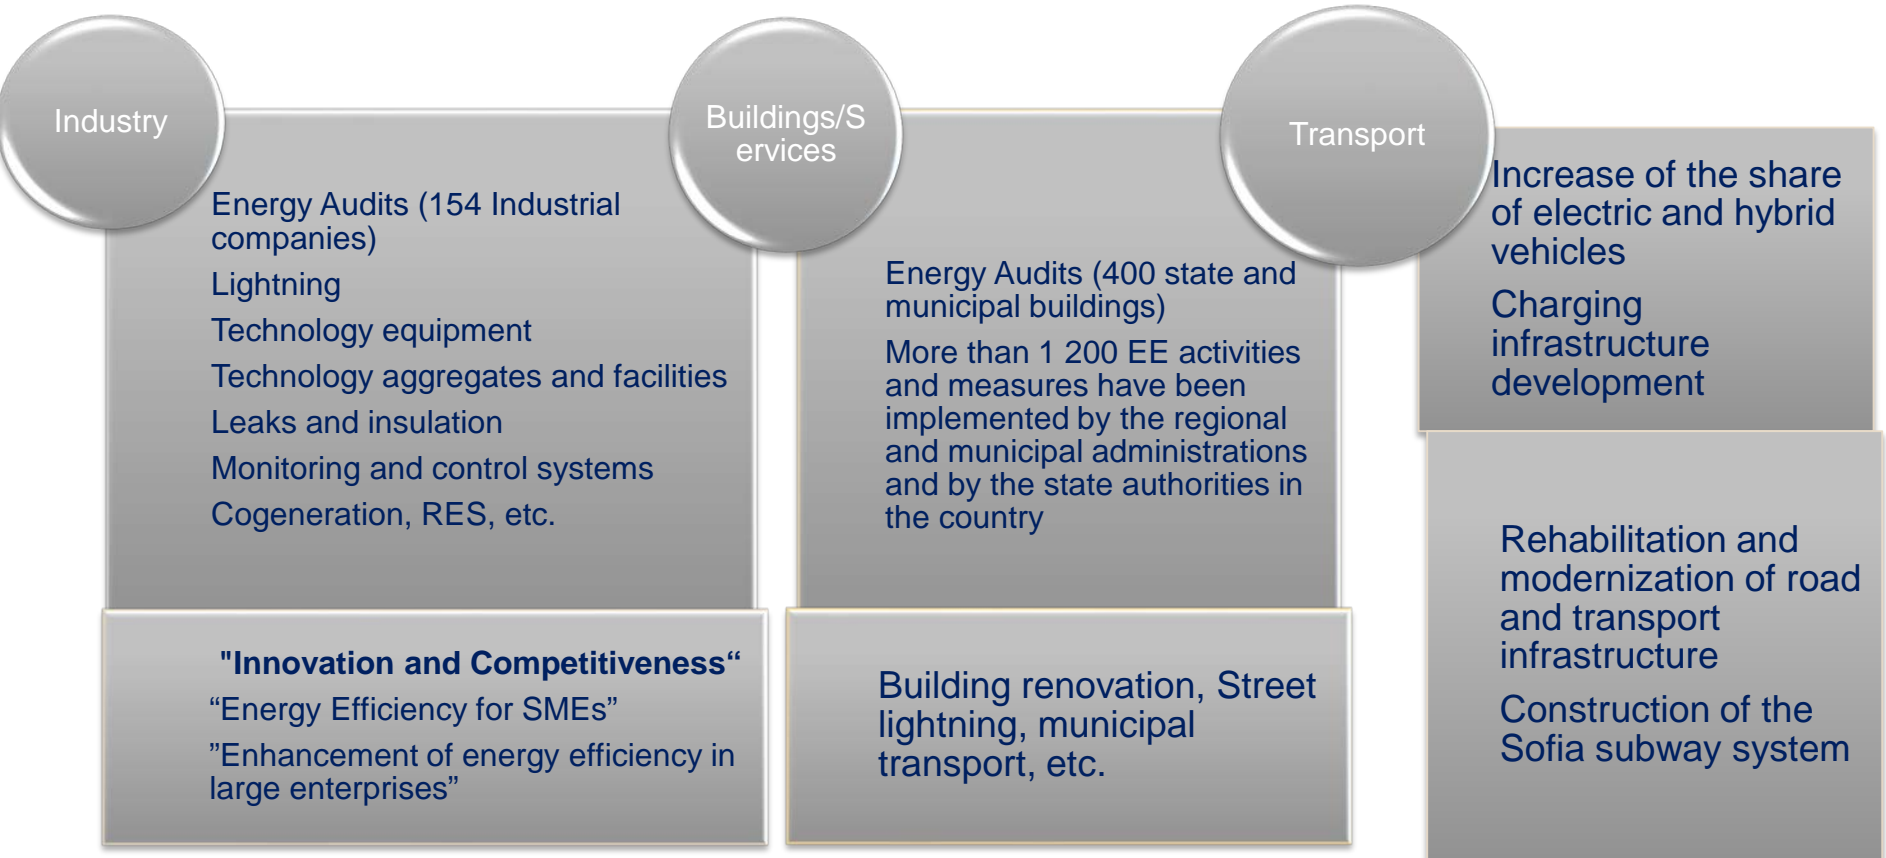 Industry
Energy Audits (154 Industrial
companies)
Lightning
Technology equipment
Technology aggregates and facilities
Leaks and insulation
Monitoring and control systems
Cogeneration, RES, etc.
"Innovation and Competitiveness“
“Energy Efficiency for SMEs”
”Enhancement of energy efficiency in
large enterprises”
Buildings/S
ervices
Energy Audits (400 state and
municipal buildings)
More than 1 200 EE activities
and measures have been
implemented by the regional
and municipal administrations
and by the state authorities in
the country
Building renovation, Street
lightning, municipal
transport, etc.
Transport
Increase of the share
of electric and hybrid
vehicles
Charging
infrastructure
development
Rehabilitation and
modernization of road
and transport
infrastructure
Construction of the
Sofia subway system